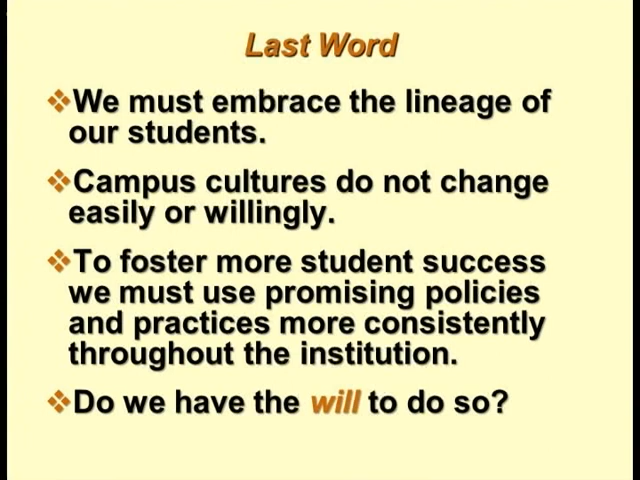 Last Word
❖We must embrace the lineage of
our students.
❖Campus cultures do not change
easily or willingly.
❖To foster more student success
we must use promising policies
and practices more consistently
throughout the institution.
❖Do we have the will to do so?